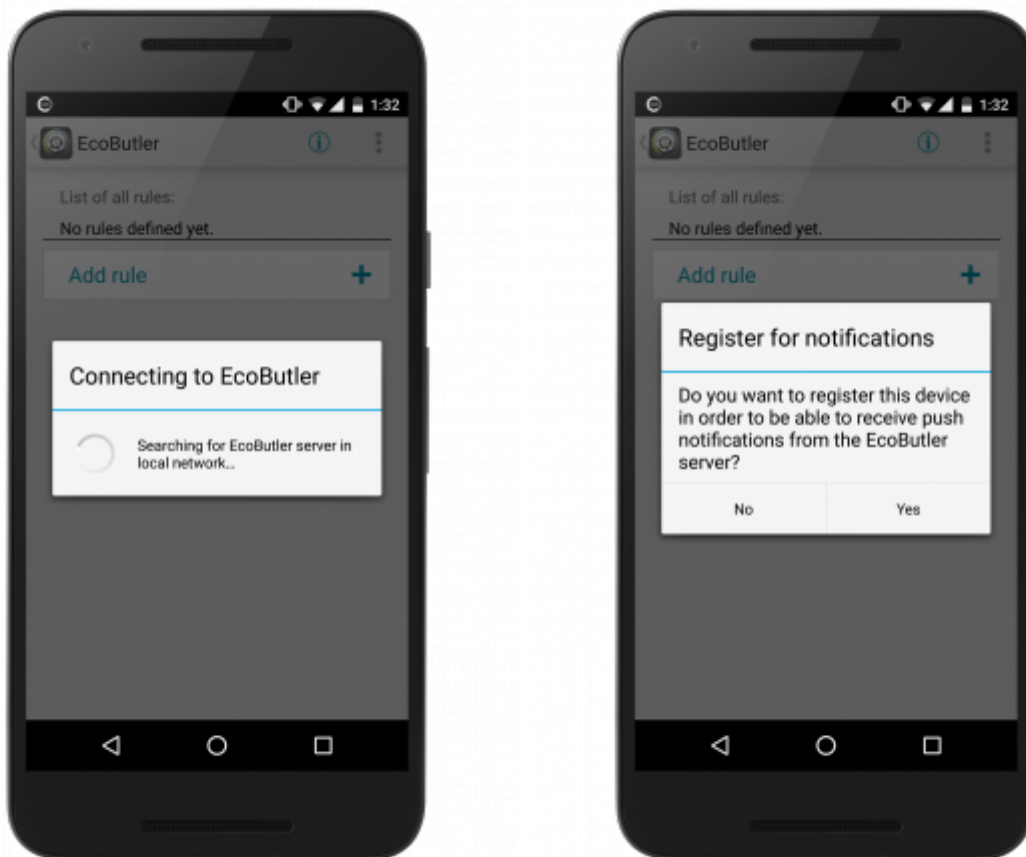 1:32
EcoButler
List of all rules:
No rules defined yet.
Add rule +
Connecting to EcoButler
Searching for EcoButler server in
local network...
1:32
EcoButler
List of all rules:
No rules defined yet.
Add rule +
Register for notifications
Do you want to register this device
in order to be able to receive push
notifications from the EcoButler
server?
No
Yes